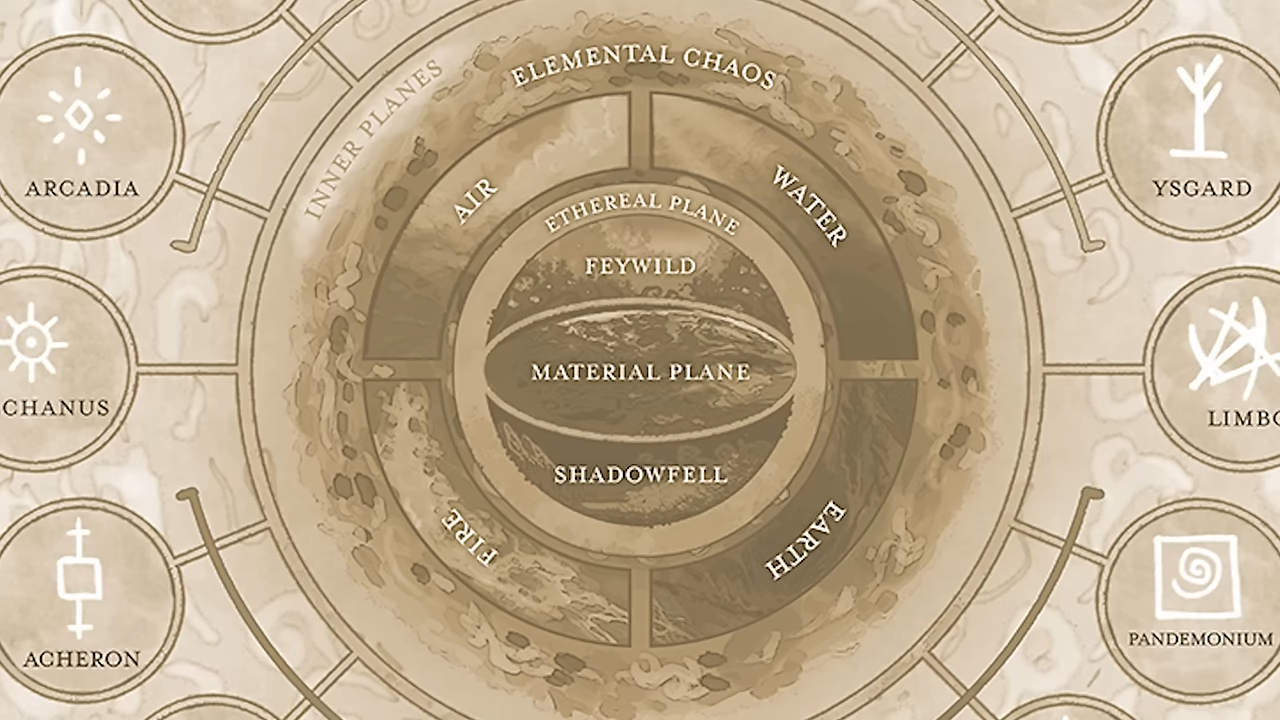 ELEMENTAL CHAOS
INNER PLANES
AIR
WATER
ARCADIA
YSGARD
ETHEREAL PLANE
FEYWILD
MATERIAL PLANE
CHANUS
LIMBO
SHADOWFELL
FIRE
EARTH
ACHERON
PANDEMONIUM